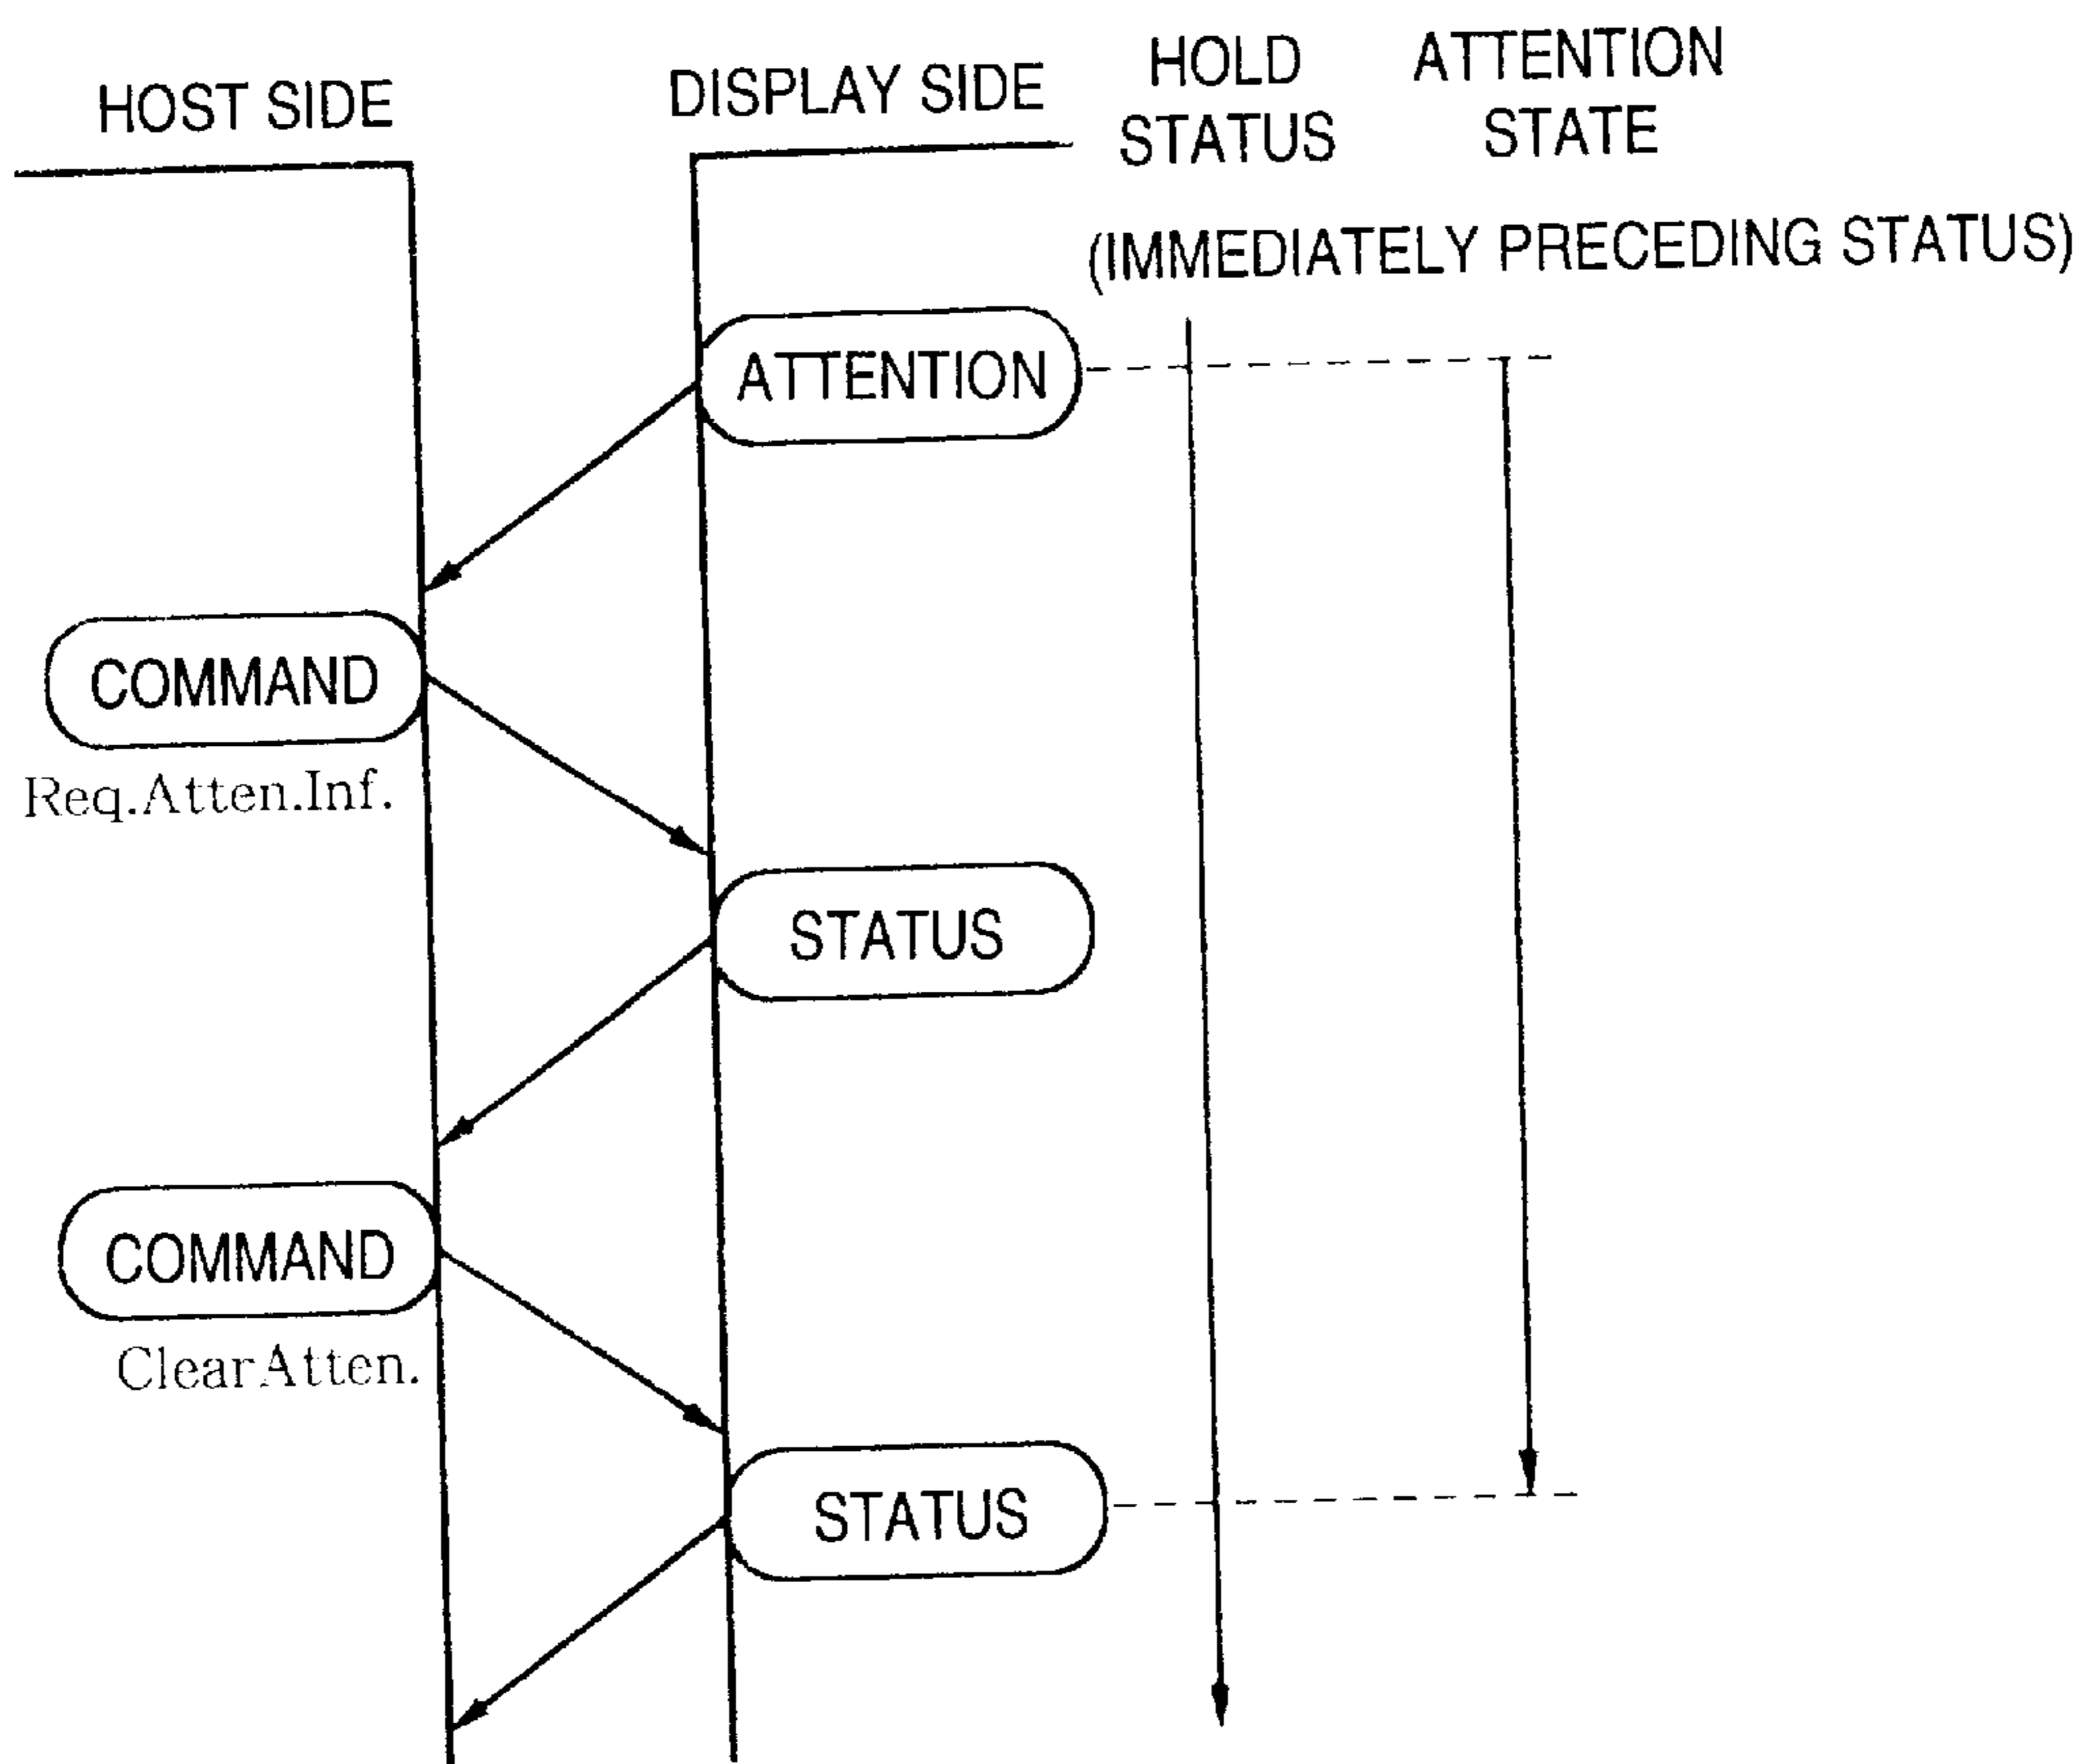 HOST SIDE
DISPLAY SIDE
HOLD
STATUS
ATTENTION
STATE
(IMMEDIATELY PRECEDING STATUS)
ATTENTION
COMMAND
Req.Atten.Inf.
STATUS
COMMAND
ClearAtten.
STATUS